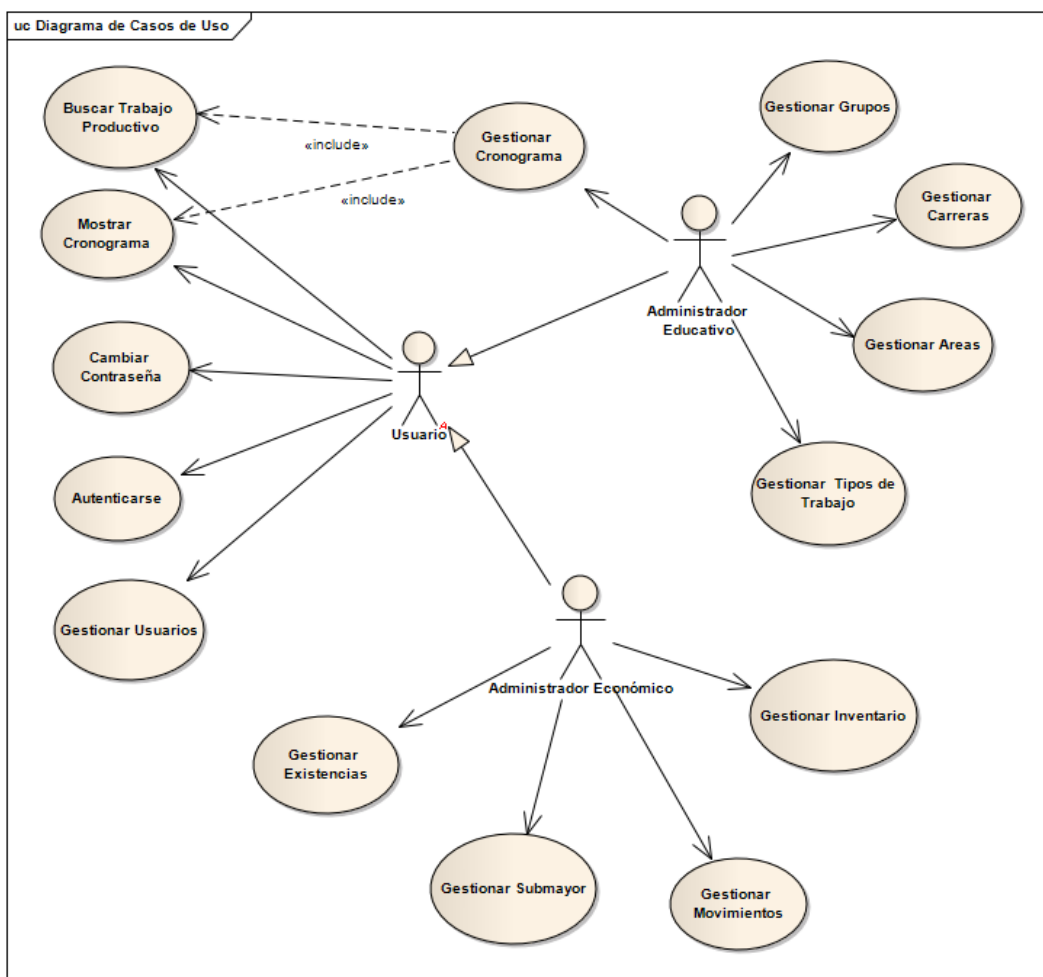 uc Diagrama de Casos de Uso
Buscar Trabajo
Productivo
«include»
Gestionar
Cronograma
Gestionar Grupos
Mostrar
Cronograma
«include»
Gestionar
Carreras
Administrador
Educativo
Gestionar Areas
Cambiar
Contraseña
Usuario
A
Autenticarse
Gestionar Tipos de
Trabajo
Gestionar Usuarios
Administrador Económico
Gestionar Inventario
Gestionar
Existencias
Gestionar Submayor
Gestionar
Movimientos